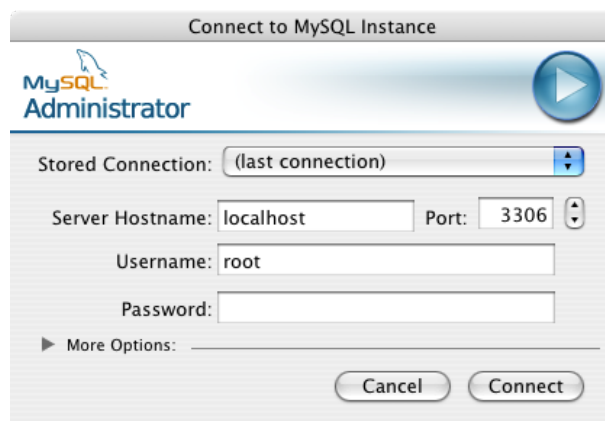 Connect to MySQL Instance
MySQL
Administrator
Stored Connection: (last connection)
Server Hostname: localhost Port: 3306
Username: root
Password:
More Options:
Cancel Connect